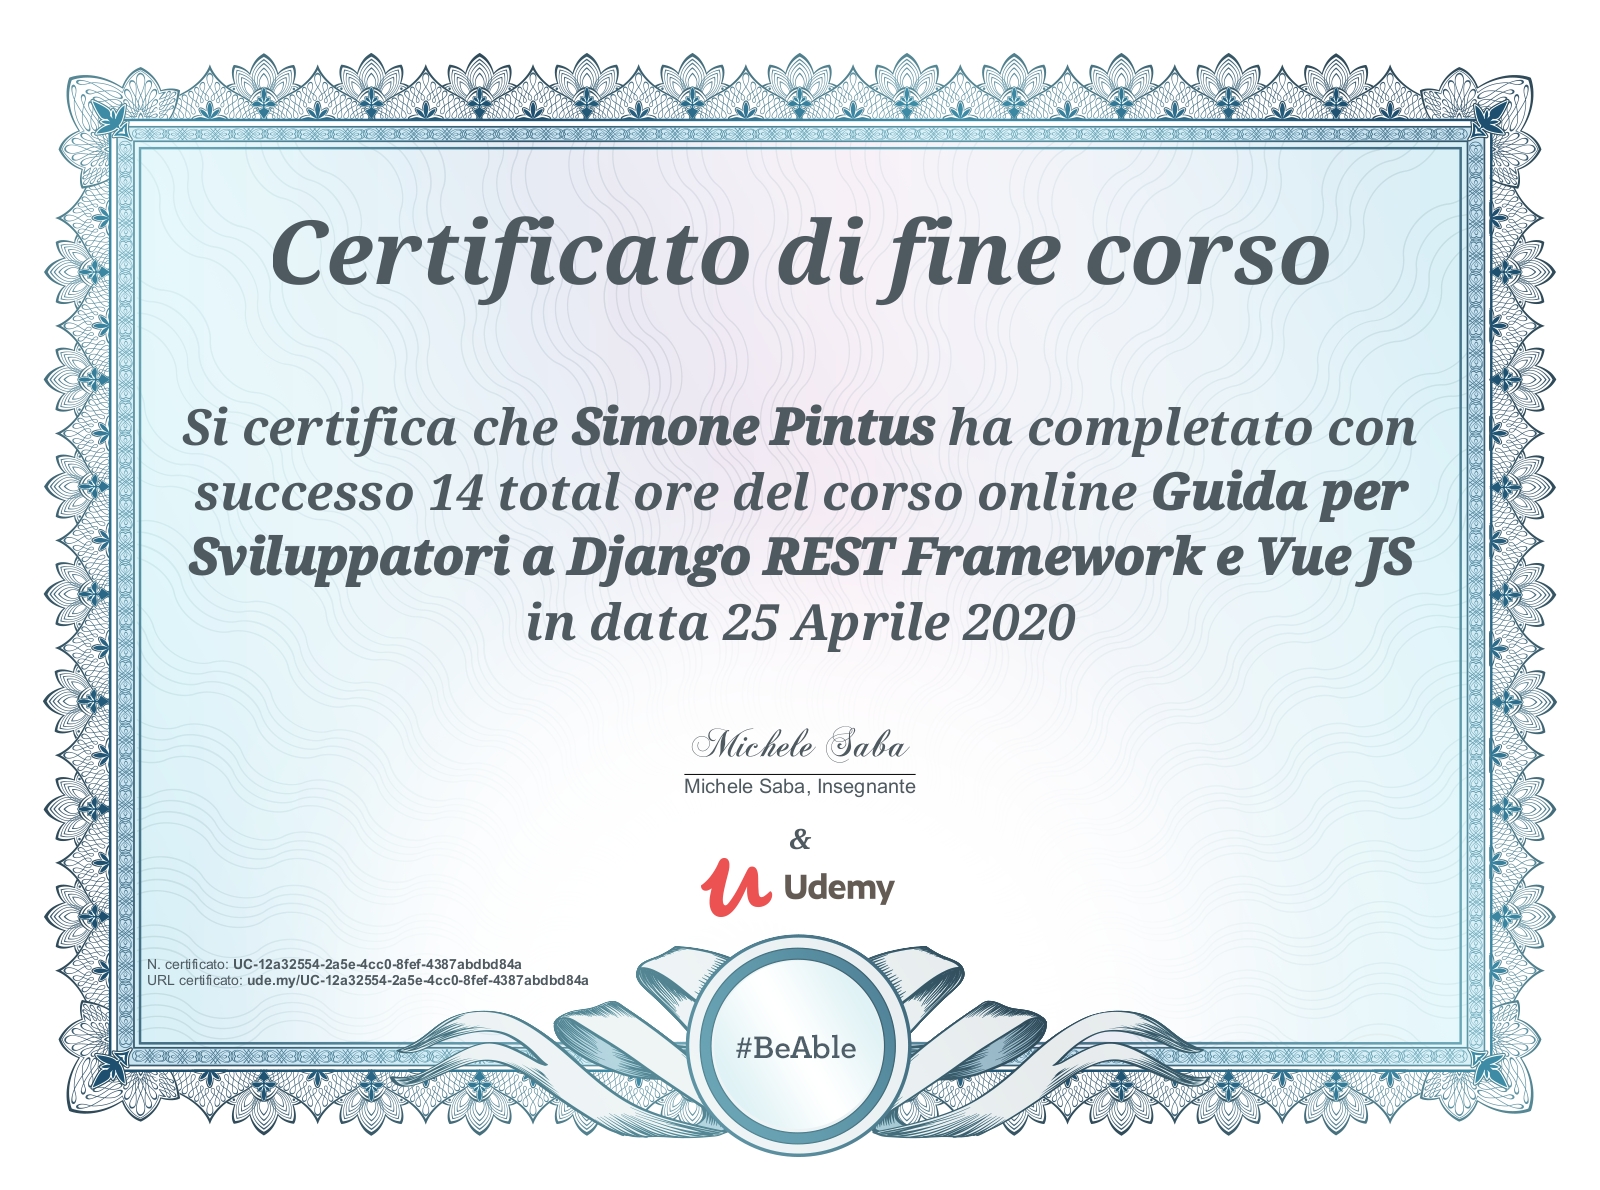 Certificato di fine corso
Si certifica che Simone Pintus ha completato con
successo 14 total ore del corso online Guida per
Sviluppatori a Django REST Framework e Vue JS
in data 25 Aprile 2020
Michele Saba
Michele Saba, Insegnante
&
Udemy
N. certificato: UC-12a32554-2a5e-4cc0-8fef-4387abdbd84a
URL certificato: ude.my/UC-12a32554-2a5e-4cc0-8fef-4387abdbd84a
#BeAble